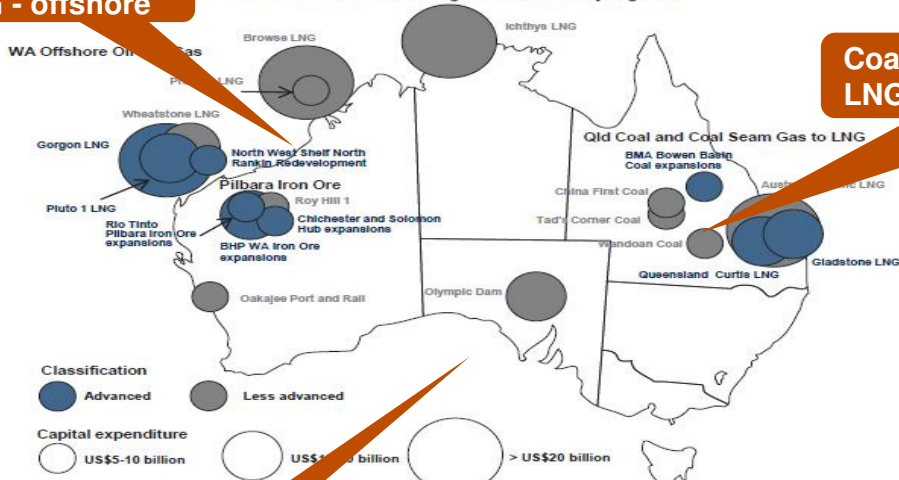 - offshore
Ichthys LNG
Browse LNG
WA Offshore
LNG
Coa
LNG
Wheatstone LNG
Gorgon LNG
North West Shelf North
Rankin Redevelopment
Qld Coal and Coal Seam Gas to LNG
BMA Bowen Basin
Coal expansions
Pilbara Iron Ore
China First Coal
LNG
Roy Hill 1
Pluto 1 LNG
Rio Tinto
Pilbara Iron Ore
expansions
Chichester and Solomon
Hub expansions
Tad's Corner Coal
BHP WA Iron Ore
expansions
Wandoan Coal
Gladstone LNG
Queensland Curtis LNG
Oakajee Port and Rail
Olympic Dam
Classification
Advanced
Less advanced
Capital expenditure
US$5-10 billion
billion
> US$20 billion